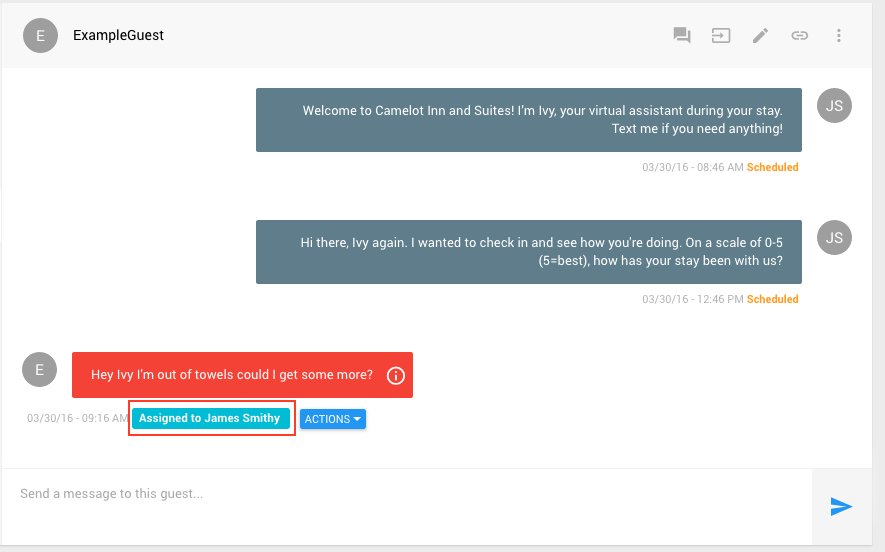 E
ExampleGuest
Welcome to Camelot Inn and Suites! I'm Ivy, your virtual assistant during your stay.
Text me if you need anything!
JS
03/30/16 - 08:46 AM Scheduled
Hi there, Ivy again. I wanted to check in and see how you're doing. On a scale of 0-5
(5=best), how has your stay been with us?
JS
03/30/16 - 12:46 PM Scheduled
E
Hey Ivy I'm out of towels could I get some more?
03/30/16 - 09:16 AM Assigned to James Smithy ACTIONS
Send a message to this guest...